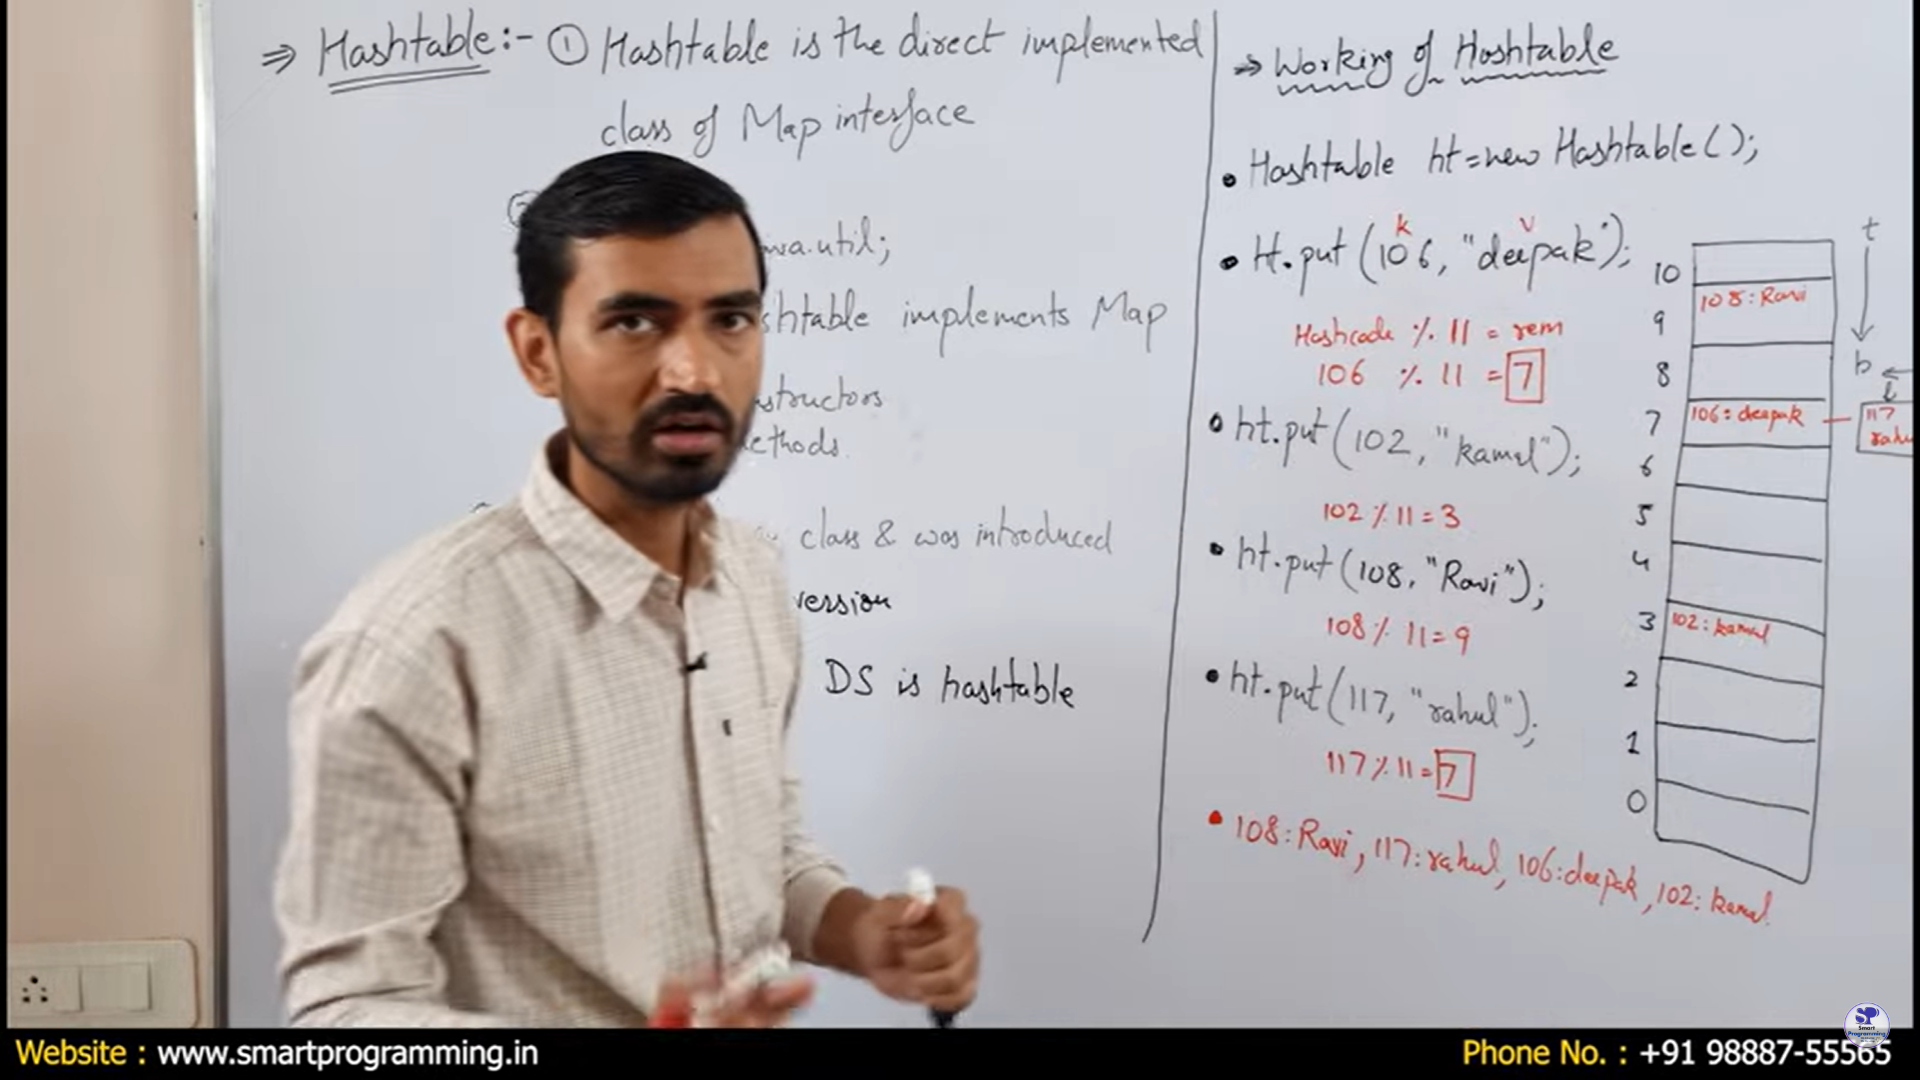 ⇒ Hashtable:- ① Hashtable is the direct implemented
class of Map interface
va.util;
shtable implements Map
structors
ethods.
class & was introduced
version
DS is hashtable
→ Working of Hashtable
• Hashtable ht=new Hashtable();
k v
• Ht.put (106, "deepak");
Hashcode % 11 = rem
106 % 11 = 7
• ht.put (102, "kamal");
102 % 11 = 3
• ht.put (108, "Ravi");
108 % 11 = 9
• ht.put (117, "rahul");
117 % 11 = 7
• 108: Ravi, 117: rahul, 106: deepak, 102: kamal
t
b
10
9 108: Ravi
8
7 106: deepak 117
rahu
6
5
4
3 102: kamal
2
1
0
SP
Smart
Programming
Website : www.smartprogramming.in
Phone No. : +91 98887-55565